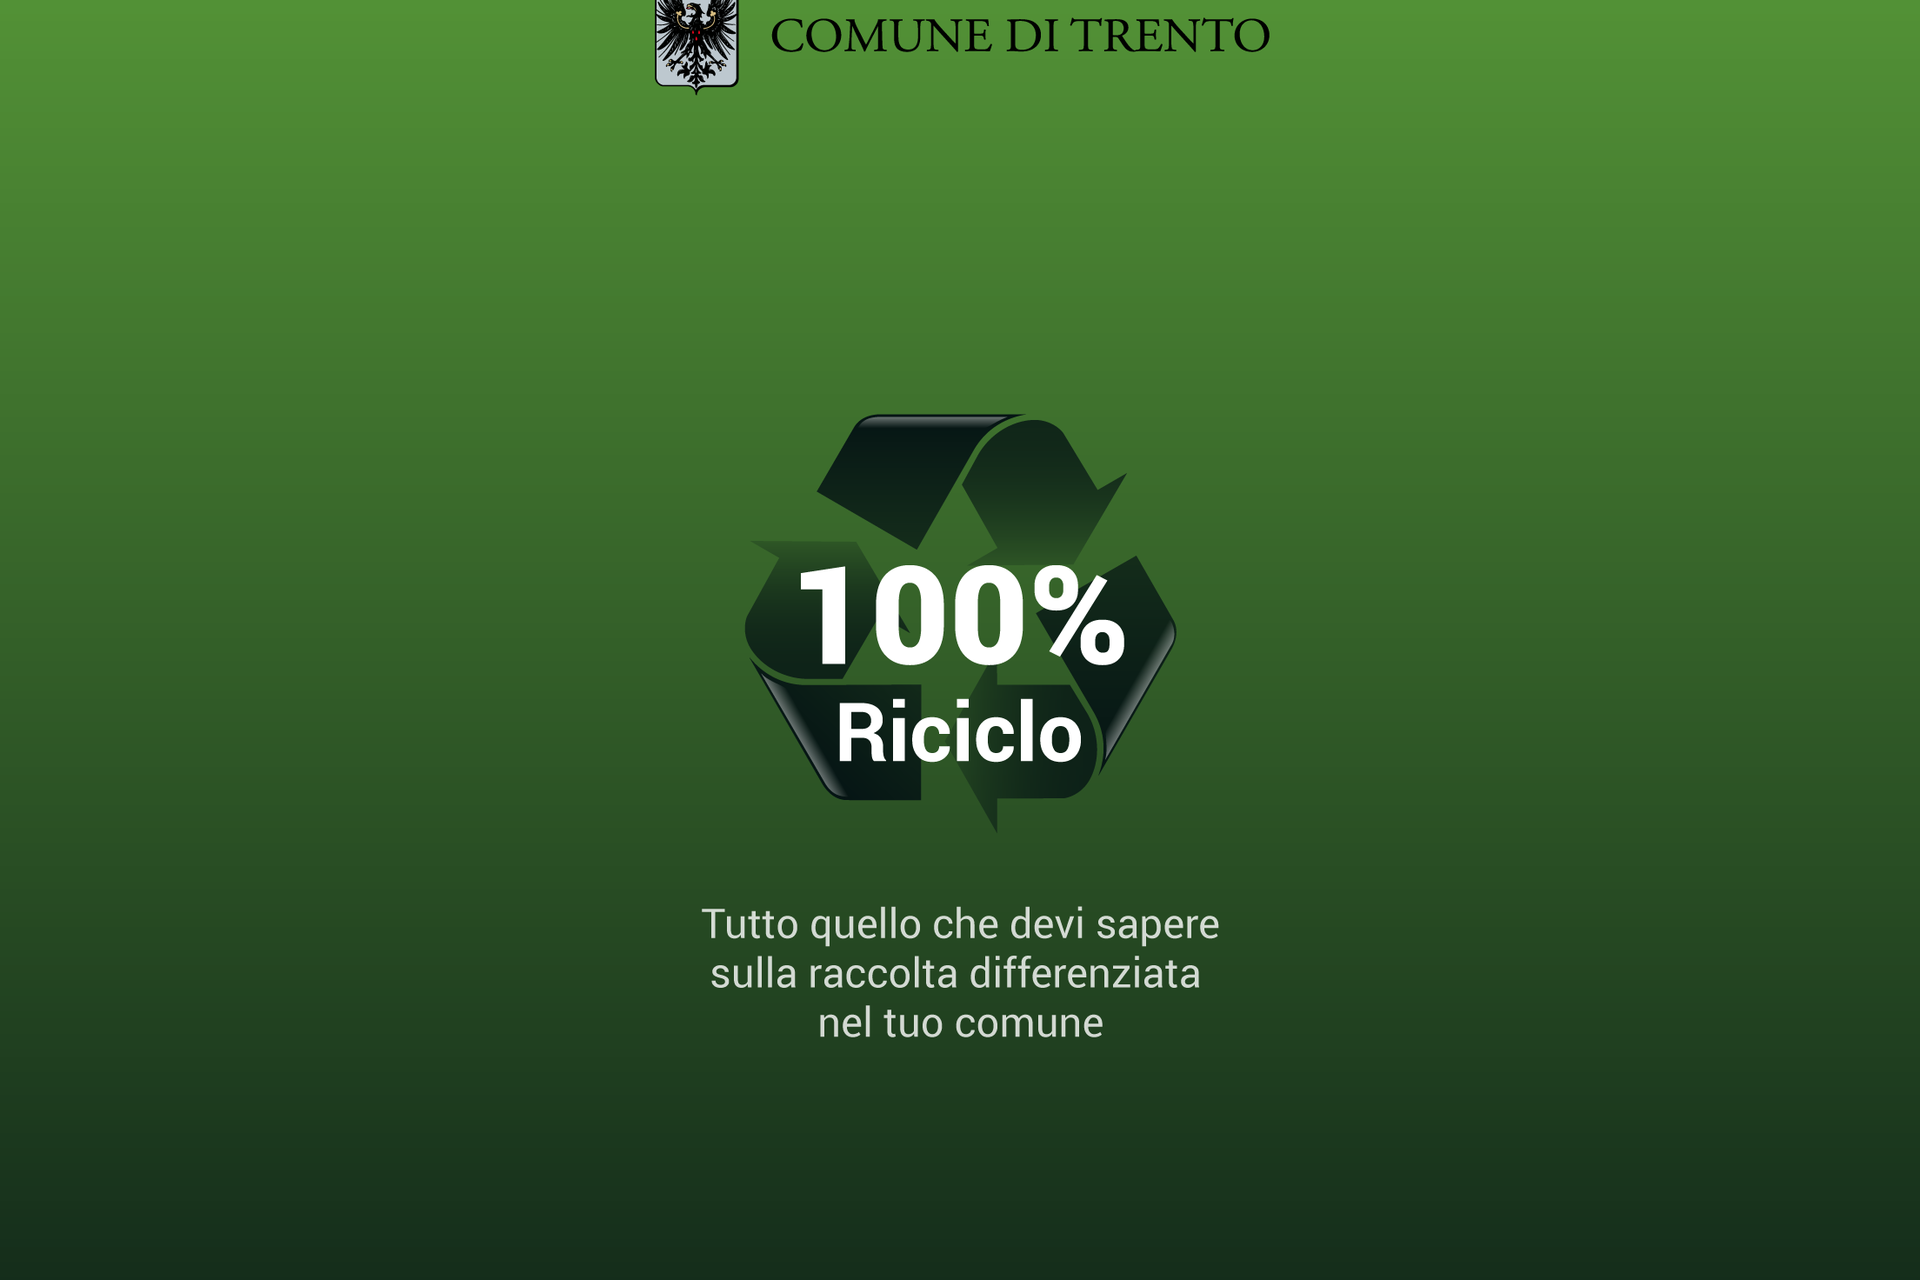 COMUNE DI TRENTO
100%
Riciclo
Tutto quello che devi sapere
sulla raccolta differenziata
nel tuo comune